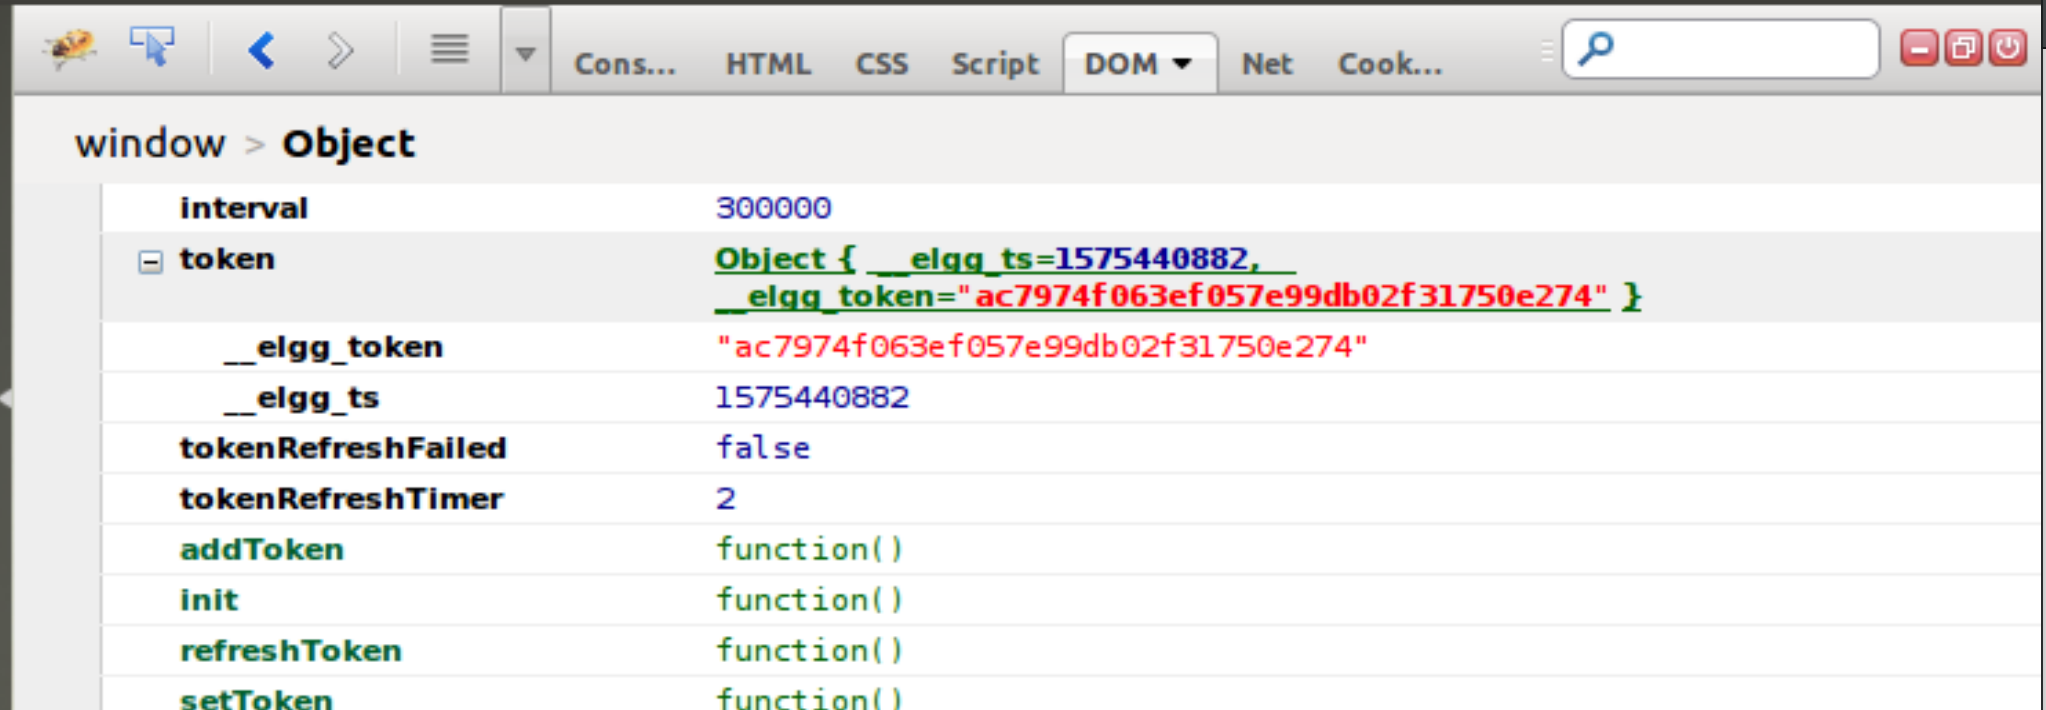 Cons... HTML CSS Script DOM Net Cook...
window > Object
interval 300000
token Object { __elgg_ts=1575440882,
__elgg_token="ac7974f063ef057e99db02f31750e274" }
__elgg_token "ac7974f063ef057e99db02f31750e274"
__elgg_ts 1575440882
tokenRefreshFailed false
tokenRefreshTimer 2
addToken function()
init function()
refreshToken function()
setToken function()